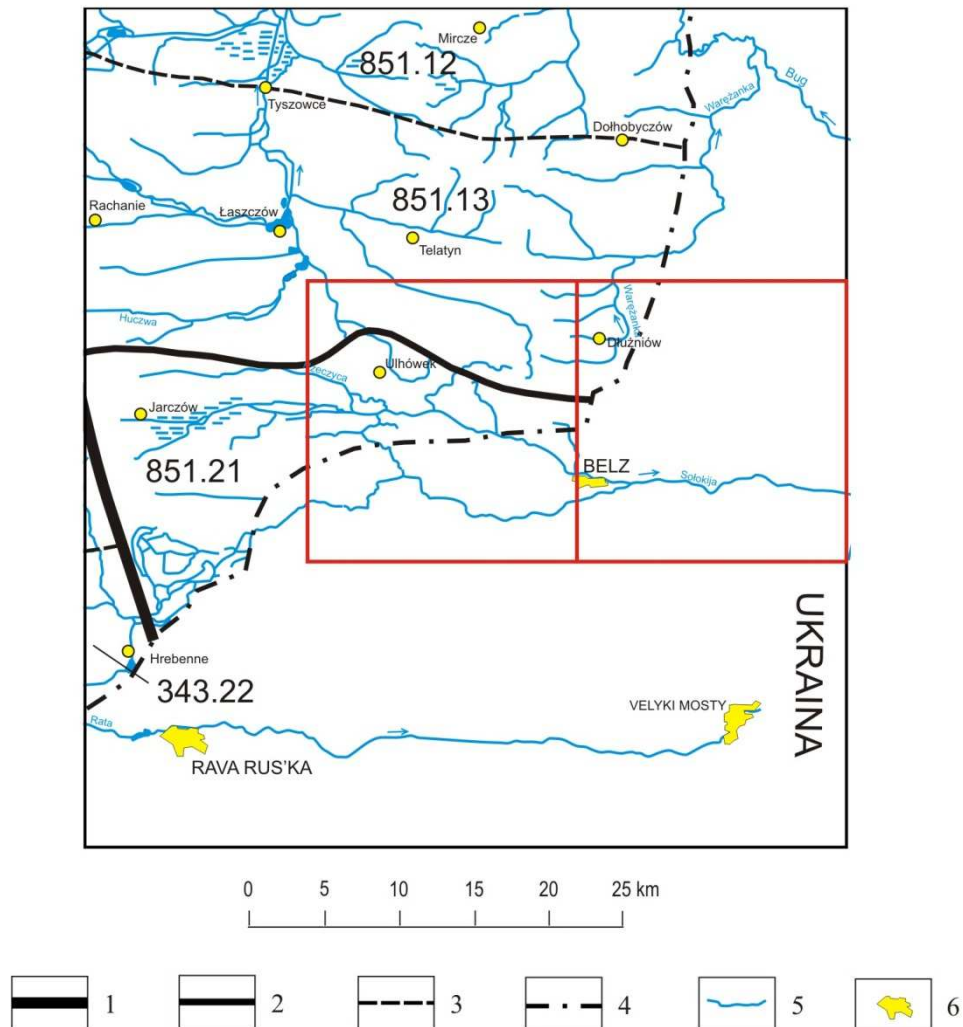 Mircze
851.12
Bug
Tyszowce
Warężanka
Dołhobyczów
851.13
Rachanie
Łaszczów
Telatyn
Huczwa
Warężanka
Dłużniów
Ulhówek
zeczyca
Jarczów
851.21
BELZ
Sołokija
UKRAINA
Hrebenne
343.22
Rata
RAVA RUS'KA
VELYKI MOSTY
0 5 10 15 20 25 km
1 2 3 4 5 6